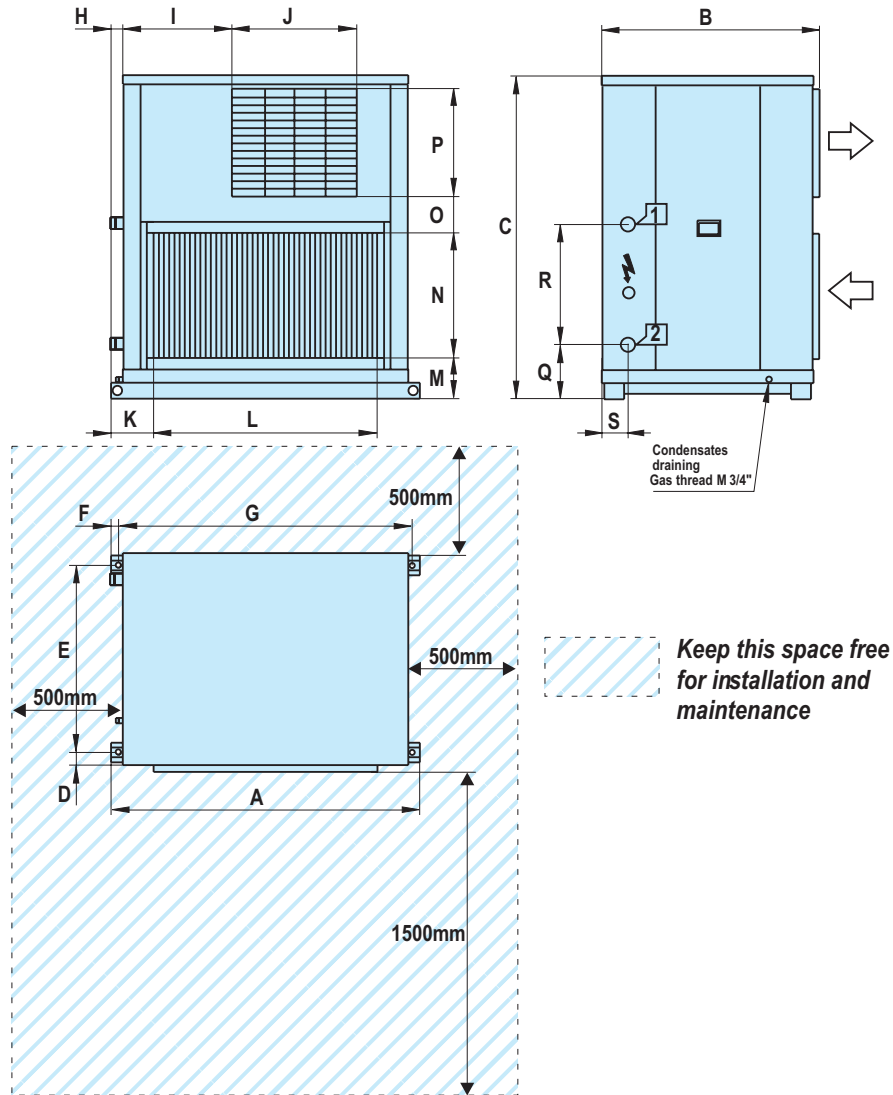 H I J
B
P
O
C
1
R
N
2
M
Q
K L
S
Condensates
draining
Gas thread M 3/4"
500mm
F G
E
500mm
Keep this space free
for installation and
maintenance
500mm
D
A
1500mm